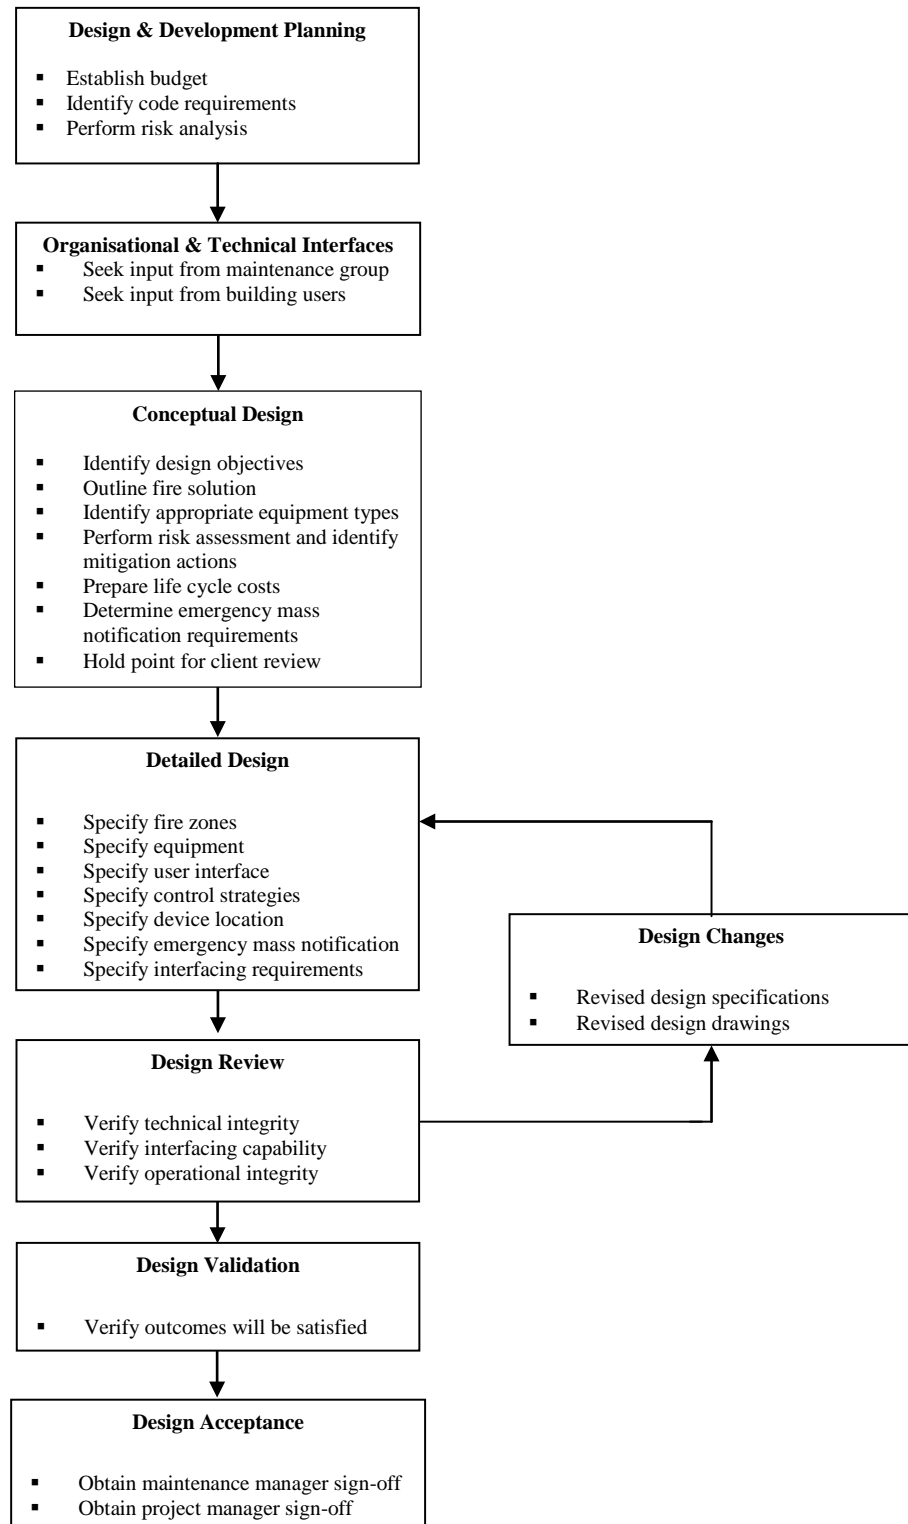 Design & Development Planning
▪ Establish budget
▪ Identify code requirements
▪ Perform risk analysis
Organisational & Technical Interfaces
▪ Seek input from maintenance group
▪ Seek input from building users
Conceptual Design
▪ Identify design objectives
▪ Outline fire solution
▪ Identify appropriate equipment types
▪ Perform risk assessment and identify
mitigation actions
▪ Prepare life cycle costs
▪ Determine emergency mass
notification requirements
▪ Hold point for client review
Detailed Design
▪ Specify fire zones
▪ Specify equipment
▪ Specify user interface
▪ Specify control strategies
▪ Specify device location
▪ Specify emergency mass notification
▪ Specify interfacing requirements
Design Changes
▪ Revised design specifications
▪ Revised design drawings
Design Review
▪ Verify technical integrity
▪ Verify interfacing capability
▪ Verify operational integrity
Design Validation
▪ Verify outcomes will be satisfied
Design Acceptance
▪ Obtain maintenance manager sign-off
▪ Obtain project manager sign-off